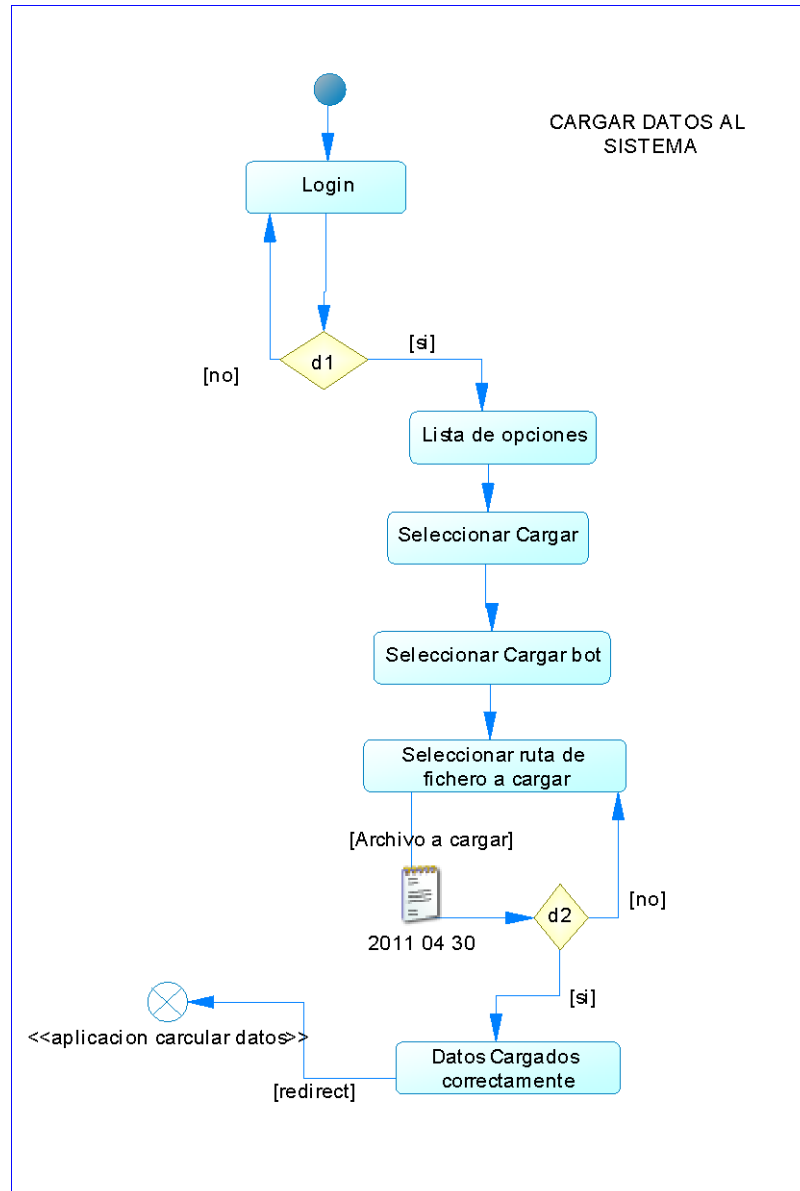 CARGAR DATOS AL
SISTEMA
Login
d1
[si]
[no]
Lista de opciones
Seleccionar Cargar
Seleccionar Cargar bot
Seleccionar ruta de
fichero a cargar
[Archivo a cargar]
2011 04 30
d2
[no]
[si]
<<aplicacion carcular datos>>
Datos Cargados
correctamente
[redirect]